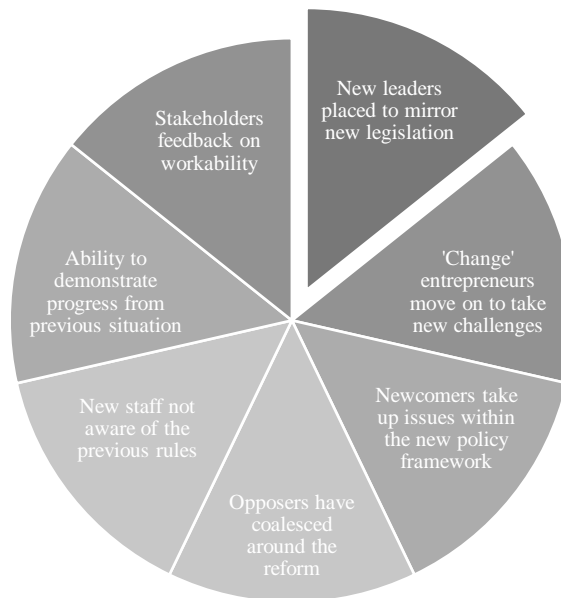 New leaders
placed to mirror
new legislation
'Change'
entrepreneurs
move on to take
new challenges
Newcomers take
up issues within
the new policy
framework
Opposers have
coalesced
around the
reform
New staff not
aware of the
previous rules
Ability to
demonstrate
progress from
previous situation
Stakeholders
feedback on
workability